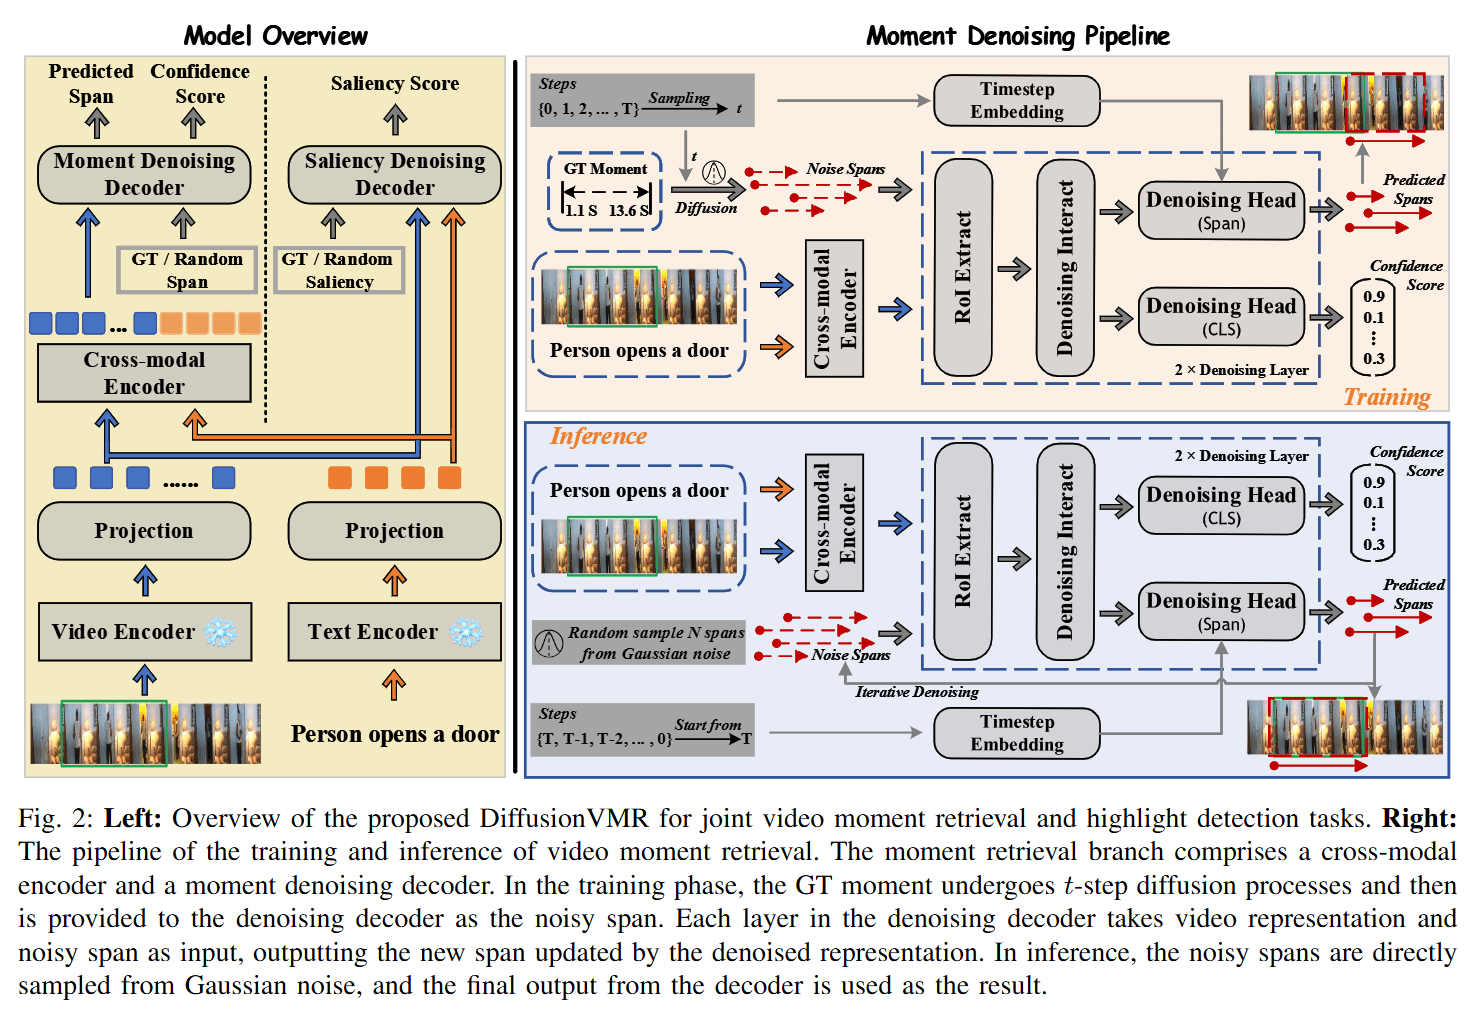 Model Overview
Predicted Span
Confidence Score
Saliency Score
Moment Denoising Decoder
Saliency Denoising Decoder
GT / Random Span
GT / Random Saliency
...
Cross-modal Encoder
......
Projection
Projection
Video Encoder
Text Encoder
Person opens a door
Moment Denoising Pipeline
Steps
{0, 1, 2, ... , T} Sampling t
Timestep Embedding
t
GT Moment
1.1 S 13.6 S
Diffusion
Noise Spans
Person opens a door
Cross-modal Encoder
RoI Extract
Denoising Interact
Denoising Head (Span)
Denoising Head (CLS)
2 × Denoising Layer
Predicted Spans
Confidence Score
0.9
0.1
⋮
0.3
Training
Inference
Person opens a door
Cross-modal Encoder
RoI Extract
Denoising Interact
2 × Denoising Layer
Denoising Head (CLS)
Denoising Head (Span)
Confidence Score
0.9
0.1
⋮
0.3
Predicted Spans
Random sample N spans from Gaussian noise
Noise Spans
Iterative Denoising
Steps
{T, T-1, T-2, ... , 0} Start from T
Timestep Embedding
Fig. 2: Left: Overview of the proposed DiffusionVMR for joint video moment retrieval and highlight detection tasks. Right:
The pipeline of the training and inference of video moment retrieval. The moment retrieval branch comprises a cross-modal
encoder and a moment denoising decoder. In the training phase, the GT moment undergoes t-step diffusion processes and then
is provided to the denoising decoder as the noisy span. Each layer in the denoising decoder takes video representation and
noisy span as input, outputting the new span updated by the denoised representation. In inference, the noisy spans are directly
sampled from Gaussian noise, and the final output from the decoder is used as the result.